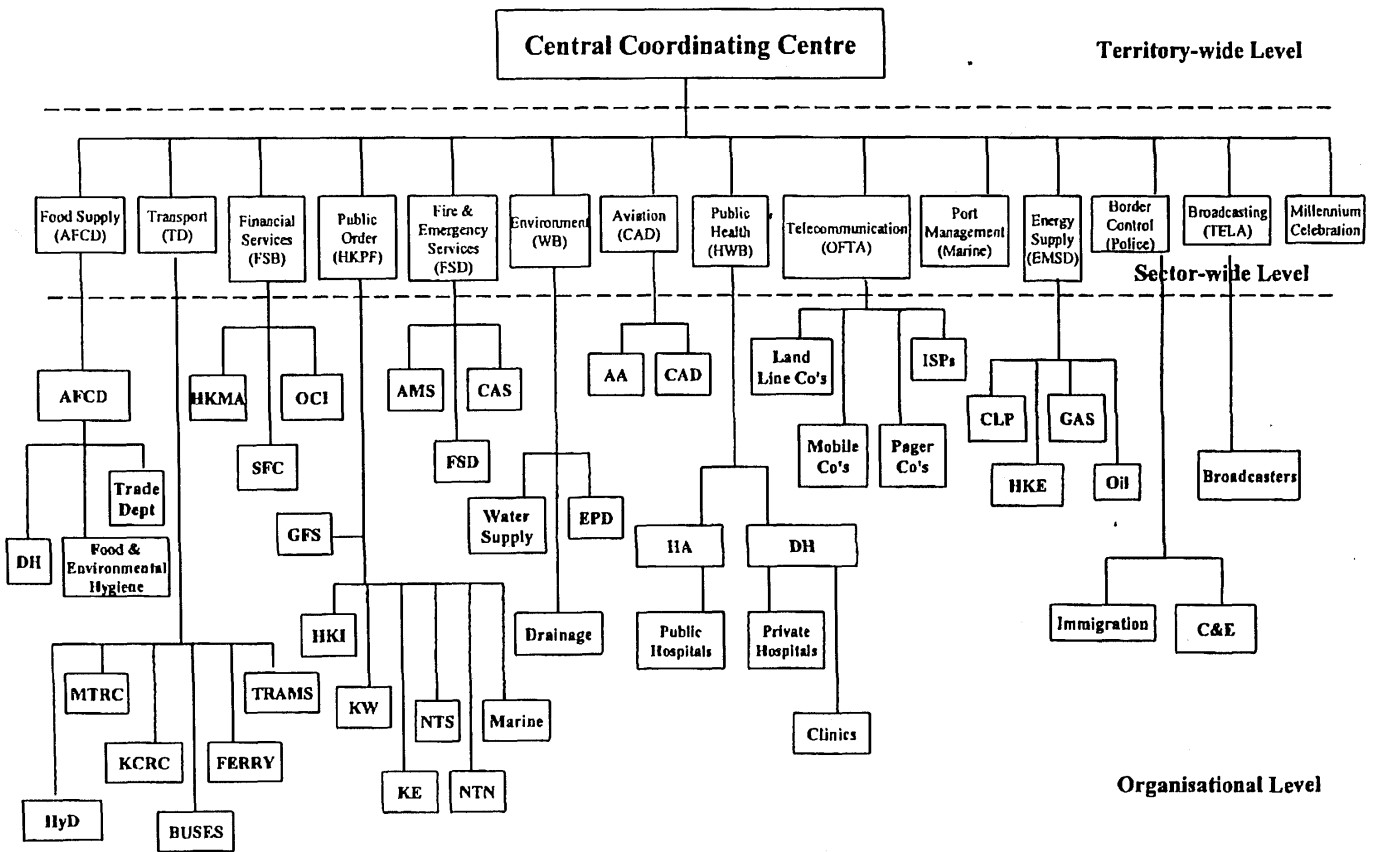 Central Coordinating Centre
Territory-wide Level
Food Supply
(AFCD)
Transport
(TD)
Financial
Services
(FSB)
Public
Order
(HKPF)
Fire &
Emergency
Services
(FSD)
Environment
(WB)
Aviation
(CAD)
Public
Health
(HWB)
Telecommunication
(OFTA)
Port
Management
(Marine)
Energy
Supply
(EMSD)
Border
Control
(Police)
Broadcasting
(TELA)
Millennium
Celebration
Sector-wide Level
AFCD
DH
Food &
Environmental
Hygiene
Trade
Dept
HyD
MTRC
KCRC
BUSES
FERRY
TRAMS
HKMA
SFC
OCI
GFS
HKI
KW
KE
NTS
NTN
Marine
AMS
FSD
CAS
Water
Supply
Drainage
EPD
AA
CAD
HA
Public
Hospitals
DH
Private
Hospitals
Clinics
Land
Line Co's
Mobile
Co's
Pager
Co's
ISPs
CLP
HKE
GAS
Oil
Immigration
C&E
Broadcasters
Organisational Level